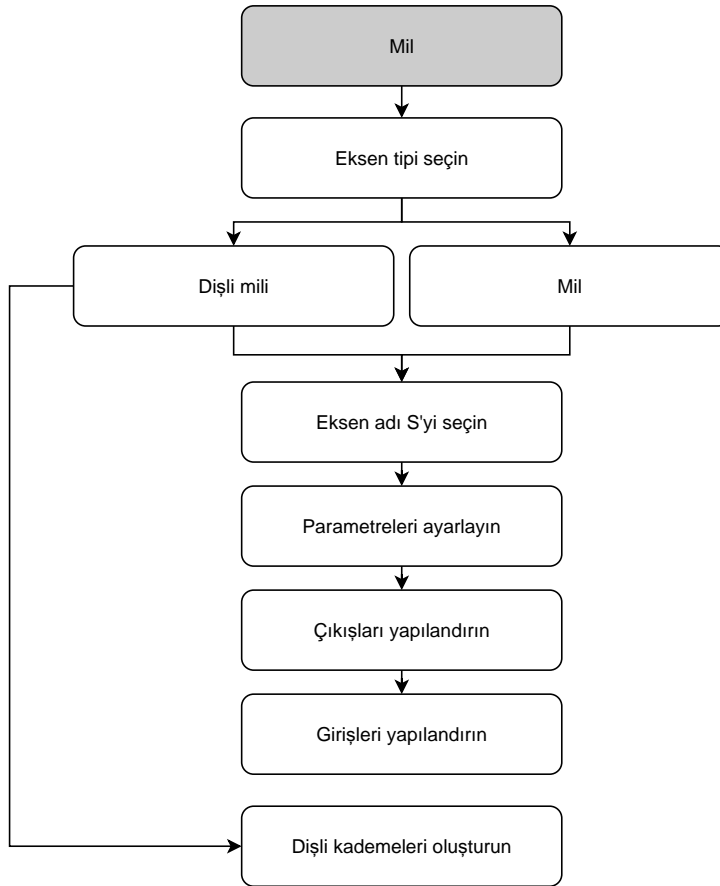 Mil
Eksen tipi seçin
Dişli mili
Mil
Eksen adı S'yi seçin
Parametreleri ayarlayın
Çıkışları yapılandırın
Girişleri yapılandırın
Dişli kademeleri oluşturun